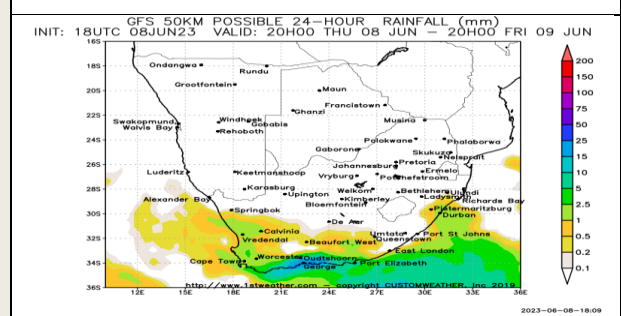 GFS 50KM POSSIBLE 24-HOUR RAINFALL (mm)
INIT: 18UTC 08JUN23 VALID: 20H00 THU 08 JUN – 20H00 FRI 09 JUN
16S
18S
20S
22S
24S
26S
28S
30S
32S
34S
36S
Ondangwa
Rundu
Grootfontein
Maun
Francistown
Ghanzi
Swakopmund
Walvis Bay
Windhoek
Gobabis
Rehoboth
Musina
Polokwane
Phalaborwa
Gaborone
Skukuza
Nelspruit
Pretoria
Johannesburg
Luderitz
Keetmanshoop
Vryburg
Potchefstroom
Ermelo
Karasburg
Upington
Welkom
Bethlehem
Ulundi
Alexander Bay
Kimberley
Ladysmith
Richards Bay
Springbok
Bloemfontein
Pietermaritzburg
Durban
De Aar
Calvinia
Vredendal
Umtata
Port St Johns
Beaufort West
Queenstown
East London
Cape Town
Worcester
Oudtshoorn
George
Port Elizabeth
http://www.1stweather.com – copyright CUSTOMWEATHER, Inc 2019
12E 15E 18E 21E 24E 27E 30E 33E 36E
200
150
100
75
50
25
15
10
5
2.5
1
0.5
0.2
0.1
2023-06-08-18:09